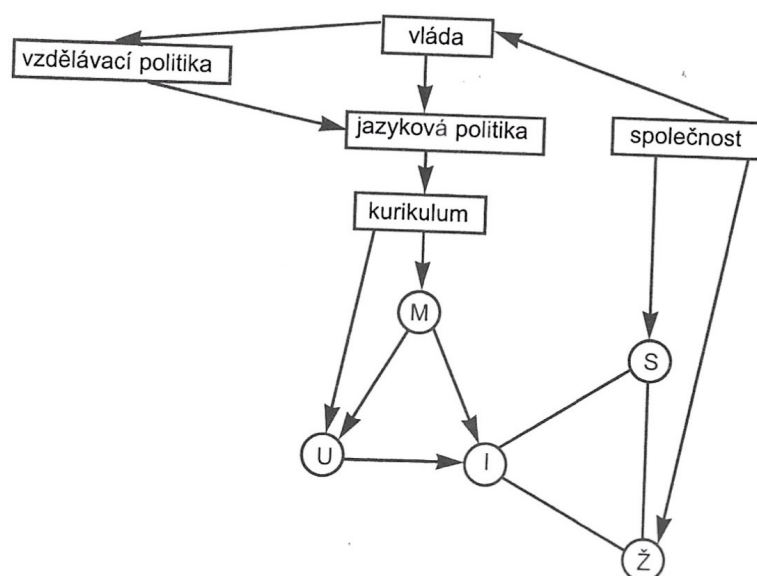 vláda
vzdělávací politika
jazyková politika
společnost
kurikulum
M
S
U
I
Ž